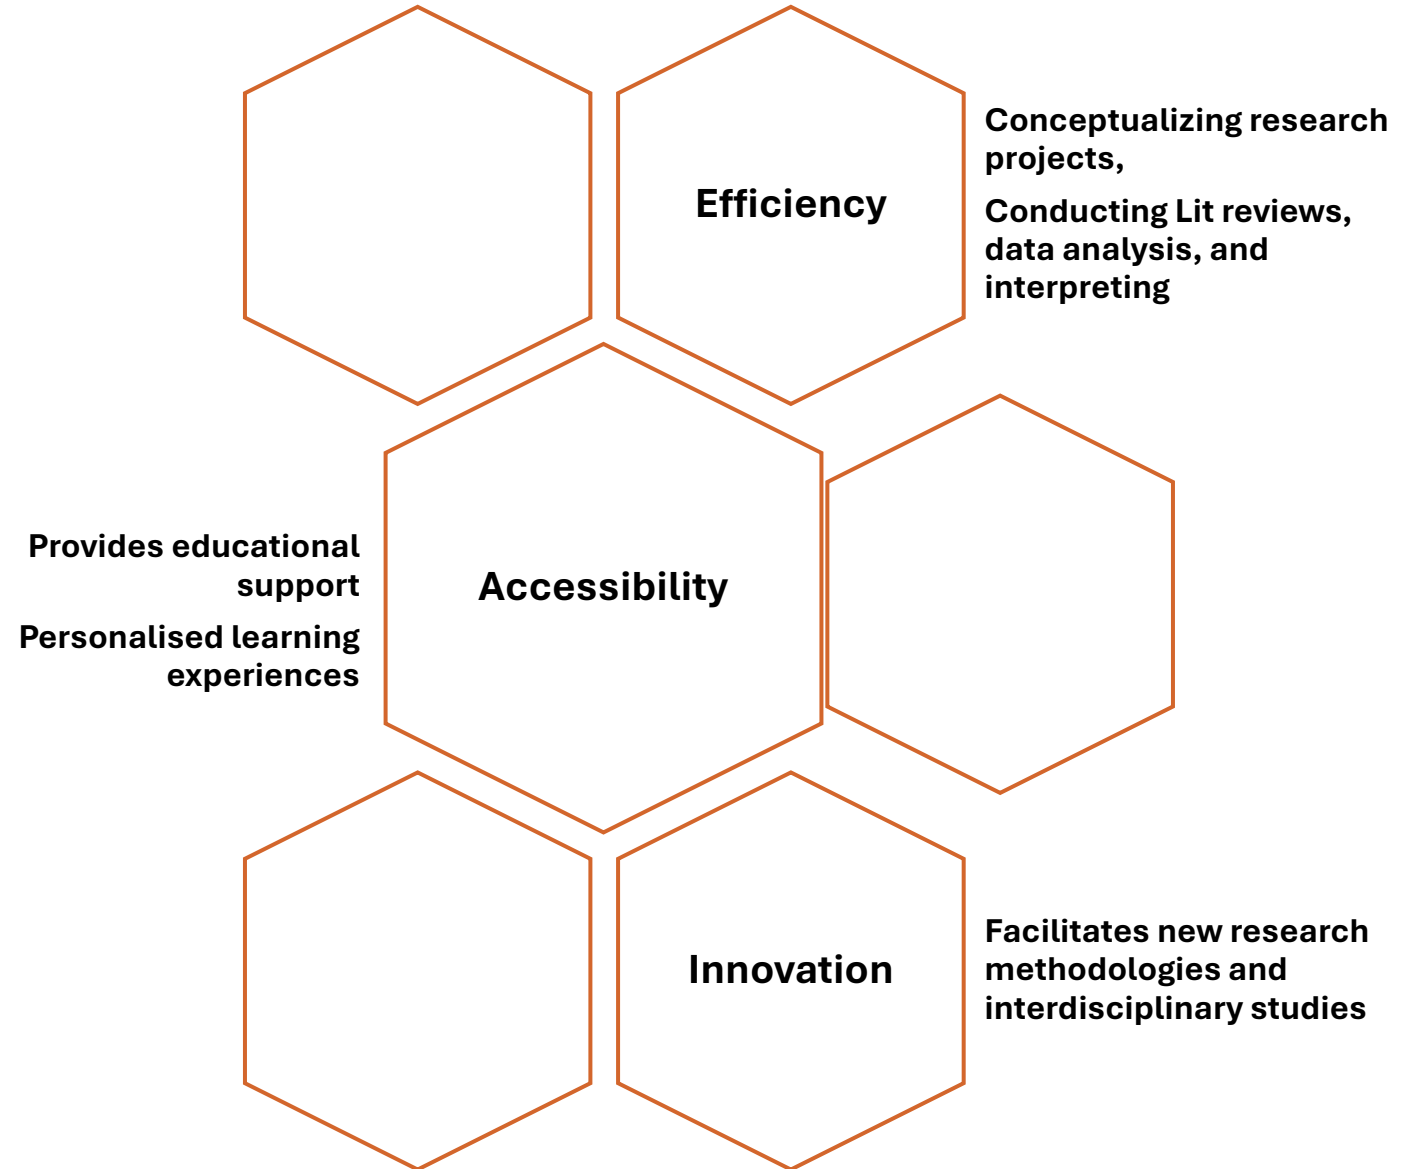 Efficiency
Conceptualizing research
projects,
Conducting Lit reviews,
data analysis, and
interpreting
Provides educational
support
Personalised learning
experiences
Accessibility
Innovation
Facilitates new research
methodologies and
interdisciplinary studies